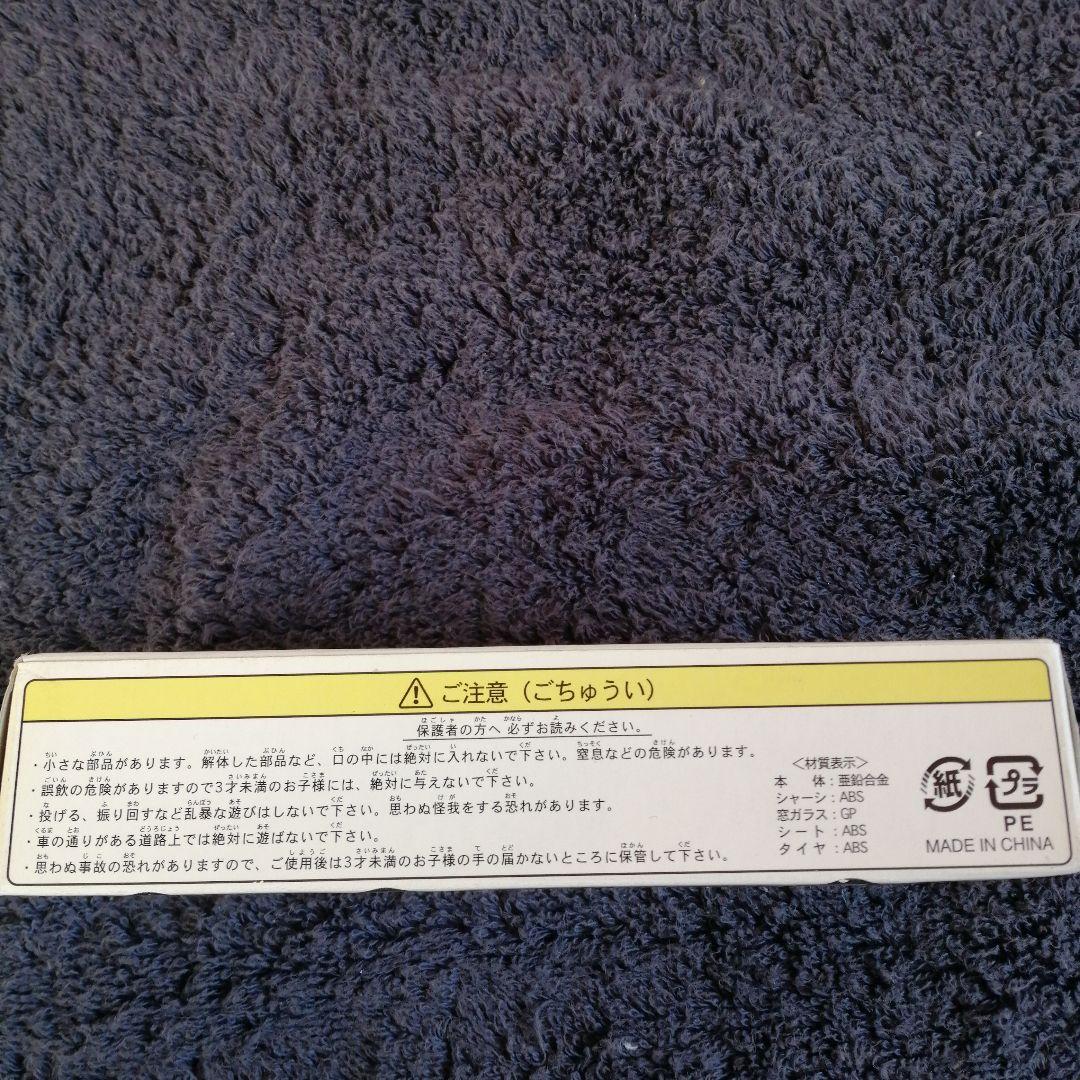 ⚠ ご注意（ごちゅうい）
保護者の方へ 必ずお読みください。
・小さな部品があります。解体した部品など、口の中には絶対に入れないで下さい。窒息などの危険があります。
・誤飲の危険がありますので3才未満のお子様には、絶対に与えないで下さい。
・投げる、振り回すなど乱暴な遊びはしないで下さい。思わぬ怪我をする恐れがあります。
・車の通りがある道路上では絶対に遊ばないで下さい。
・思わぬ事故の恐れがありますので、ご使用後は3才未満のお子様の手の届かないところに保管して下さい。
＜材質表示＞
本　体：亜鉛合金
シャーシ：ABS
窓ガラス：GP
シート：ABS
タイヤ：ABS
紙
プラ
PE
MADE IN CHINA